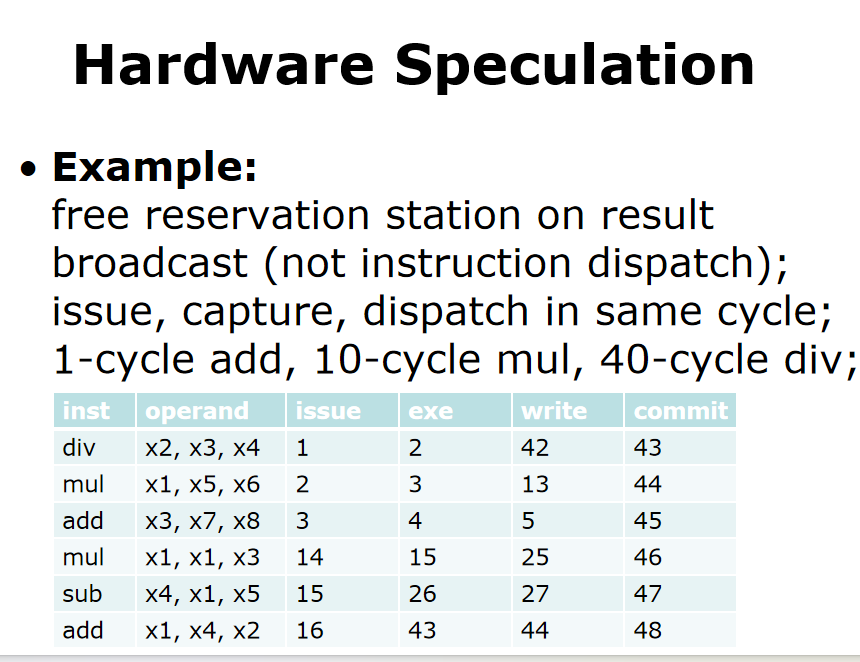 Hardware Speculation
• Example:
free reservation station on result
broadcast (not instruction dispatch);
issue, capture, dispatch in same cycle;
1-cycle add, 10-cycle mul, 40-cycle div;
inst operand issue exe write commit
div x2, x3, x4 1 2 42 43
mul x1, x5, x6 2 3 13 44
add x3, x7, x8 3 4 5 45
mul x1, x1, x3 14 15 25 46
sub x4, x1, x5 15 26 27 47
add x1, x4, x2 16 43 44 48